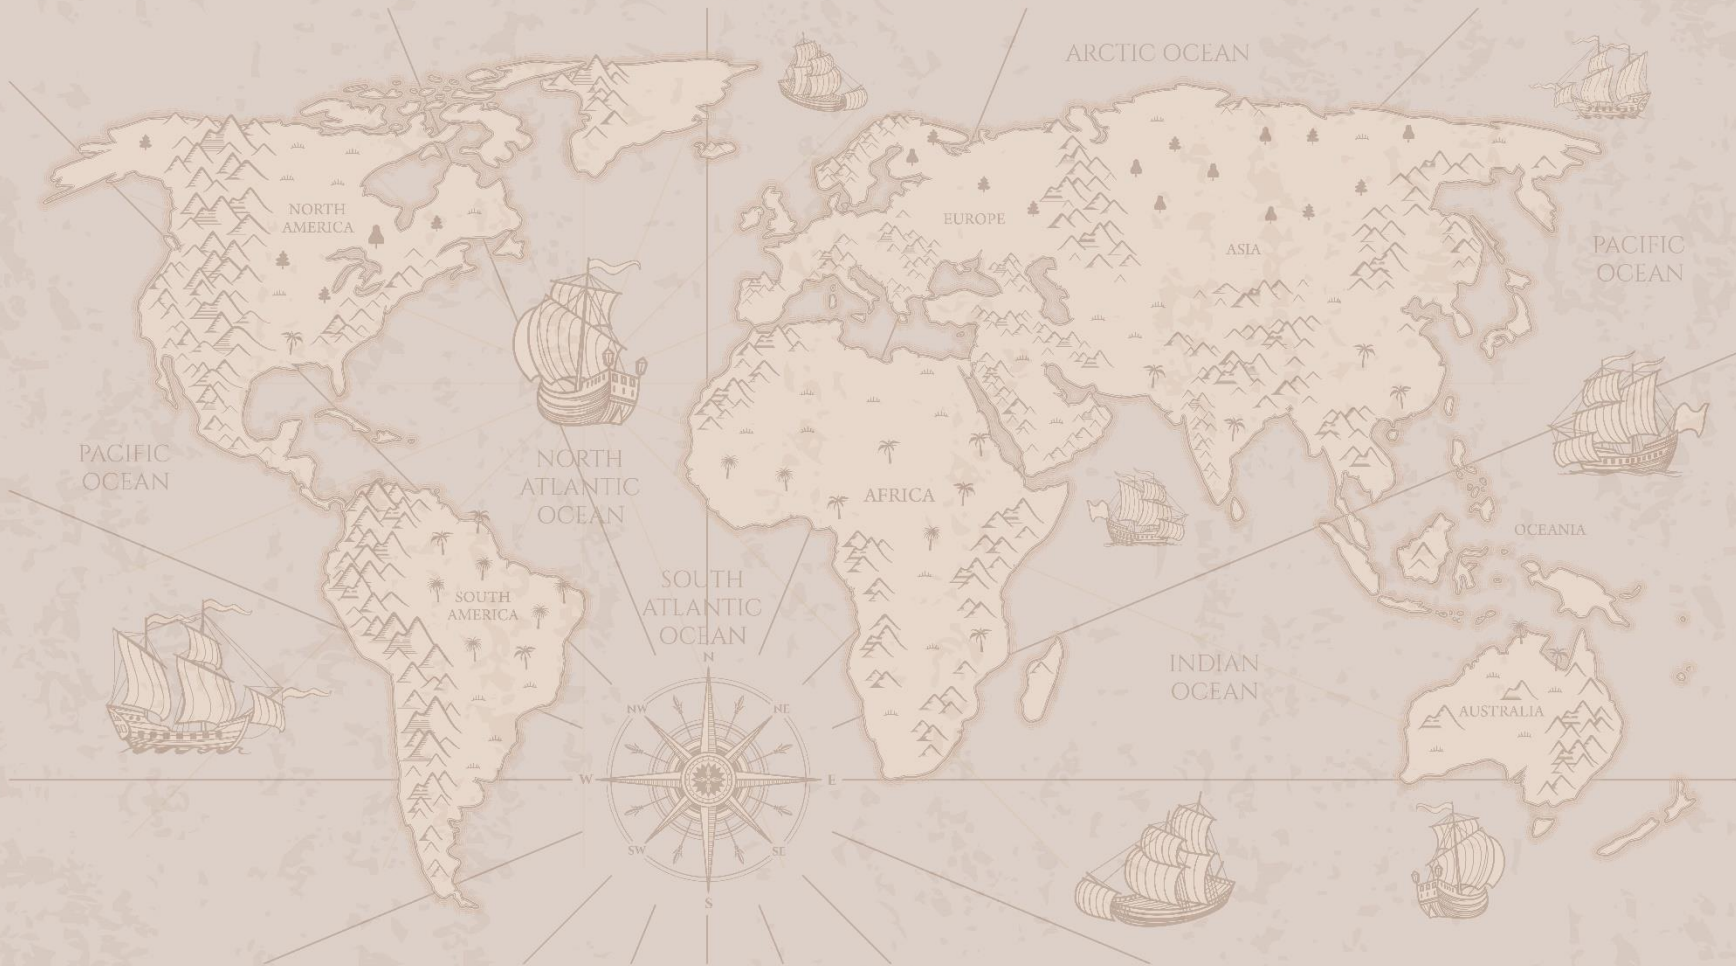 ARCTIC OCEAN
NORTH
AMERICA
EUROPE
ASIA
PACIFIC
OCEAN
PACIFIC
OCEAN
NORTH
ATLANTIC
OCEAN
AFRICA
OCEANIA
SOUTH
AMERICA
SOUTH
ATLANTIC
OCEAN
INDIAN
OCEAN
AUSTRALIA
N
NW
NE
W
E
SW
SE
S